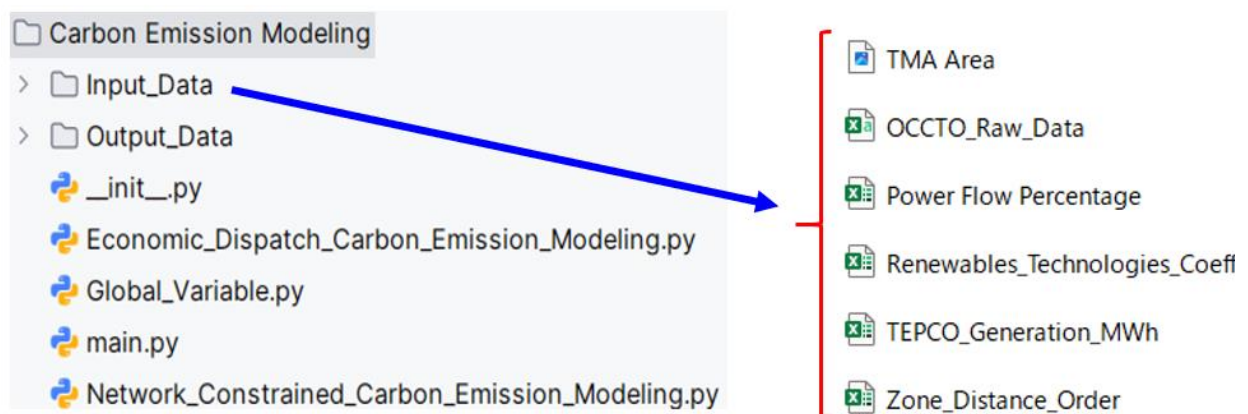 Carbon Emission Modeling
Input_Data
Output_Data
__init__.py
Economic_Dispatch_Carbon_Emission_Modeling.py
Global_Variable.py
main.py
Network_Constrained_Carbon_Emission_Modeling.py
TMA Area
OCCTO_Raw_Data
Power Flow Percentage
Renewables_Technologies_Coeff
TEPCO_Generation_MWh
Zone_Distance_Order